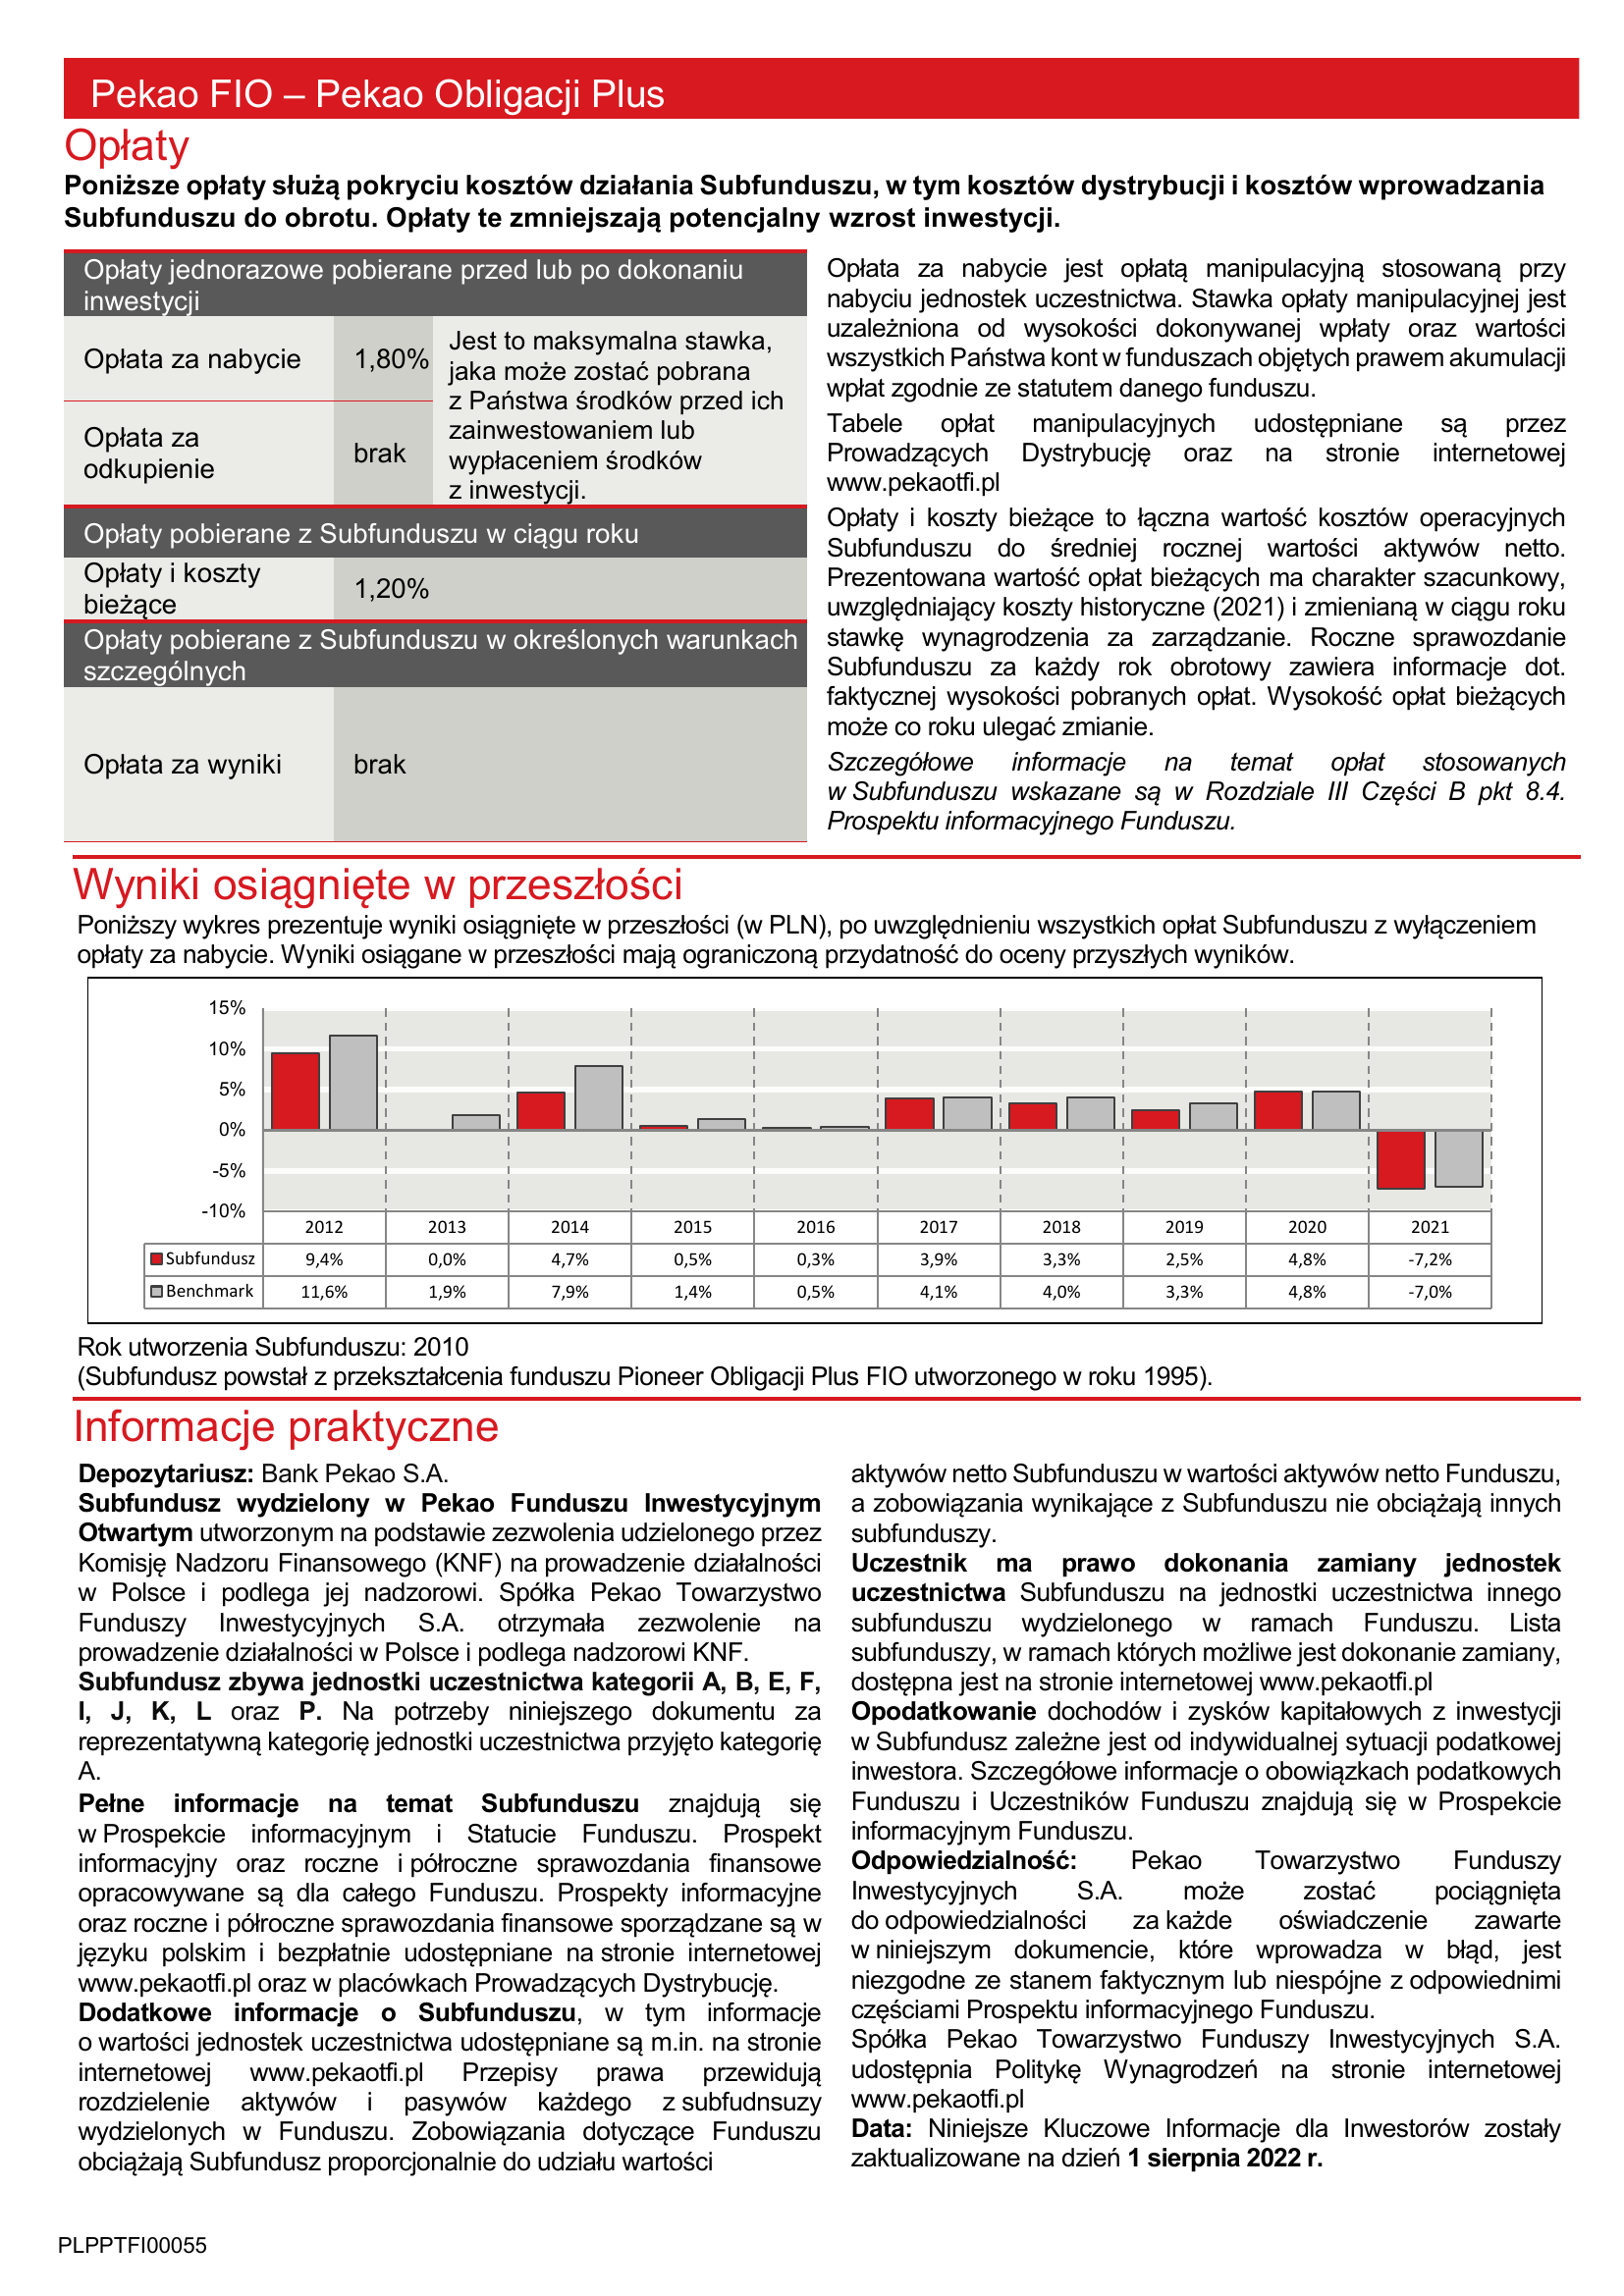 Pekao FIO – Pekao Obligacji Plus
Opłaty
Poniższe opłaty służą pokryciu kosztów działania Subfunduszu, w tym kosztów dystrybucji i kosztów wprowadzania
Subfunduszu do obrotu. Opłaty te zmniejszają potencjalny wzrost inwestycji.
Opłaty jednorazowe pobierane przed lub po dokonaniu
inwestycji
Opłata za nabycie 1,80%
Opłata za
odkupienie
brak
Jest to maksymalna stawka,
jaka może zostać pobrana
z Państwa środków przed ich
zainwestowaniem lub
wypłaceniem środków
z inwestycji.
Opłaty pobierane z Subfunduszu w ciągu roku
Opłaty i koszty
bieżące
1,20%
Opłaty pobierane z Subfunduszu w określonych warunkach
szczególnych
Opłata za wyniki brak
Opłata za nabycie jest opłatą manipulacyjną stosowaną przy
nabyciu jednostek uczestnictwa. Stawka opłaty manipulacyjnej jest
uzależniona od wysokości dokonywanej wpłaty oraz wartości
wszystkich Państwa kont w funduszach objętych prawem akumulacji
wpłat zgodnie ze statutem danego funduszu.
Tabele opłat manipulacyjnych udostępniane są przez
Prowadzących Dystrybucję oraz na stronie internetowej
www.pekaotfi.pl
Opłaty i koszty bieżące to łączna wartość kosztów operacyjnych
Subfunduszu do średniej rocznej wartości aktywów netto.
Prezentowana wartość opłat bieżących ma charakter szacunkowy,
uwzględniający koszty historyczne (2021) i zmienianą w ciągu roku
stawkę wynagrodzenia za zarządzanie. Roczne sprawozdanie
Subfunduszu za każdy rok obrotowy zawiera informacje dot.
faktycznej wysokości pobranych opłat. Wysokość opłat bieżących
może co roku ulegać zmianie.
Szczegółowe informacje na temat opłat stosowanych
w Subfunduszu wskazane są w Rozdziale III Części B pkt 8.4.
Prospektu informacyjnego Funduszu.
Wyniki osiągnięte w przeszłości
Poniższy wykres prezentuje wyniki osiągnięte w przeszłości (w PLN), po uwzględnieniu wszystkich opłat Subfunduszu z wyłączeniem
opłaty za nabycie. Wyniki osiągane w przeszłości mają ograniczoną przydatność do oceny przyszłych wyników.
15%
10%
5%
0%
-5%
-10%
2012 2013 2014 2015 2016 2017 2018 2019 2020 2021
Subfundusz 9,4% 0,0% 4,7% 0,5% 0,3% 3,9% 3,3% 2,5% 4,8% -7,2%
Benchmark 11,6% 1,9% 7,9% 1,4% 0,5% 4,1% 4,0% 3,3% 4,8% -7,0%
Rok utworzenia Subfunduszu: 2010
(Subfundusz powstał z przekształcenia funduszu Pioneer Obligacji Plus FIO utworzonego w roku 1995).
Informacje praktyczne
Depozytariusz: Bank Pekao S.A.
Subfundusz wydzielony w Pekao Funduszu Inwestycyjnym
Otwartym utworzonym na podstawie zezwolenia udzielonego przez
Komisję Nadzoru Finansowego (KNF) na prowadzenie działalności
w Polsce i podlega jej nadzorowi. Spółka Pekao Towarzystwo
Funduszy Inwestycyjnych S.A. otrzymała zezwolenie na
prowadzenie działalności w Polsce i podlega nadzorowi KNF.
Subfundusz zbywa jednostki uczestnictwa kategorii A, B, E, F,
I, J, K, L oraz P. Na potrzeby niniejszego dokumentu za
reprezentatywną kategorię jednostki uczestnictwa przyjęto kategorię
A.
Pełne informacje na temat Subfunduszu znajdują się
w Prospekcie informacyjnym i Statucie Funduszu. Prospekt
informacyjny oraz roczne i półroczne sprawozdania finansowe
opracowywane są dla całego Funduszu. Prospekty informacyjne
oraz roczne i półroczne sprawozdania finansowe sporządzane są w
języku polskim i bezpłatnie udostępniane na stronie internetowej
www.pekaotfi.pl oraz w placówkach Prowadzących Dystrybucję.
Dodatkowe informacje o Subfunduszu, w tym informacje
o wartości jednostek uczestnictwa udostępniane są m.in. na stronie
internetowej www.pekaotfi.pl Przepisy prawa przewidują
rozdzielenie aktywów i pasywów każdego z subfudnsuzy
wydzielonych w Funduszu. Zobowiązania dotyczące Funduszu
obciążają Subfundusz proporcjonalnie do udziału wartości
aktywów netto Subfunduszu w wartości aktywów netto Funduszu,
a zobowiązania wynikające z Subfunduszu nie obciążają innych
subfunduszy.
Uczestnik ma prawo dokonania zamiany jednostek
uczestnictwa Subfunduszu na jednostki uczestnictwa innego
subfunduszu wydzielonego w ramach Funduszu. Lista
subfunduszy, w ramach których możliwe jest dokonanie zamiany,
dostępna jest na stronie internetowej www.pekaotfi.pl
Opodatkowanie dochodów i zysków kapitałowych z inwestycji
w Subfundusz zależne jest od indywidualnej sytuacji podatkowej
inwestora. Szczegółowe informacje o obowiązkach podatkowych
Funduszu i Uczestników Funduszu znajdują się w Prospekcie
informacyjnym Funduszu.
Odpowiedzialność: Pekao Towarzystwo Funduszy
Inwestycyjnych S.A. może zostać pociągnięta
do odpowiedzialności za każde oświadczenie zawarte
w niniejszym dokumencie, które wprowadza w błąd, jest
niezgodne ze stanem faktycznym lub niespójne z odpowiednimi
częściami Prospektu informacyjnego Funduszu.
Spółka Pekao Towarzystwo Funduszy Inwestycyjnych S.A.
udostępnia Politykę Wynagrodzeń na stronie internetowej
www.pekaotfi.pl
Data: Niniejsze Kluczowe Informacje dla Inwestorów zostały
zaktualizowane na dzień 1 sierpnia 2022 r.
PLPPTFI00055